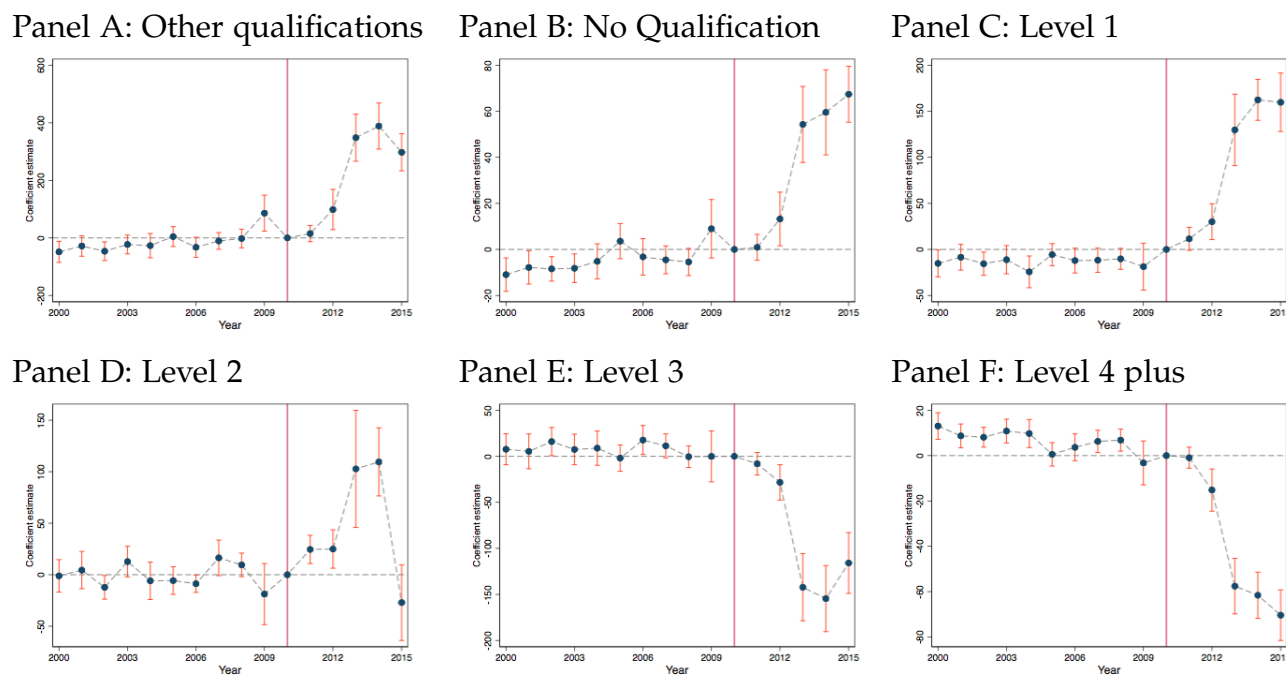 Panel A: Other qualifications
600
400
200
0
-200
Coefficient estimate
2000 2003 2006 2009 2012 2015
Year
Panel B: No Qualification
80
60
40
20
0
-20
Coefficient estimate
2000 2003 2006 2009 2012 2015
Year
Panel C: Level 1
200
150
100
50
0
-50
Coefficient estimate
2000 2003 2006 2009 2012 201
Year
Panel D: Level 2
150
100
50
0
-50
Coefficient estimate
2000 2003 2006 2009 2012 2015
Year
Panel E: Level 3
50
0
-50
-100
-150
-200
Coefficient estimate
2000 2003 2006 2009 2012 2015
Year
Panel F: Level 4 plus
20
0
-20
-40
-60
-80
Coefficient estimate
2000 2003 2006 2009 2012 201
Year